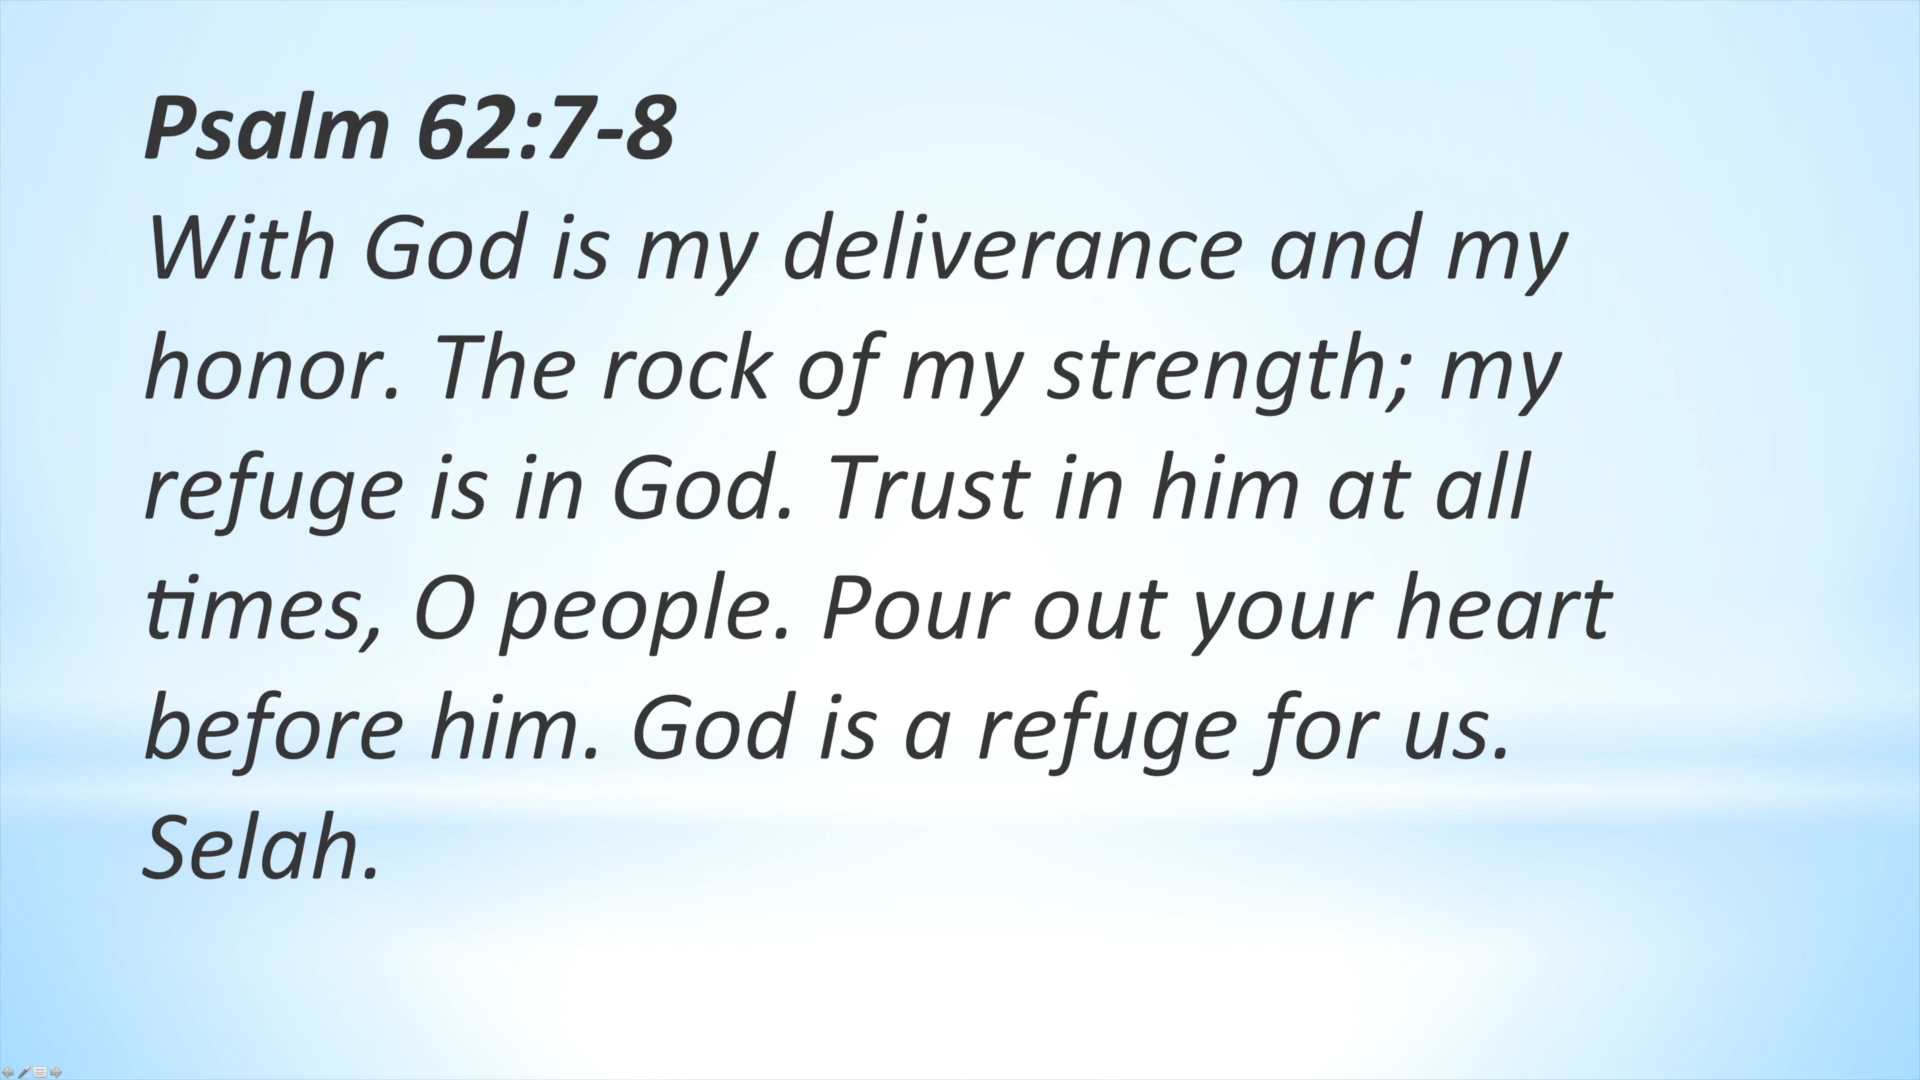 Psalm 62:7-8
With God is my deliverance and my
honor. The rock of my strength; my
refuge is in God. Trust in him at all
times, O people. Pour out your heart
before him. God is a refuge for us.
Selah.